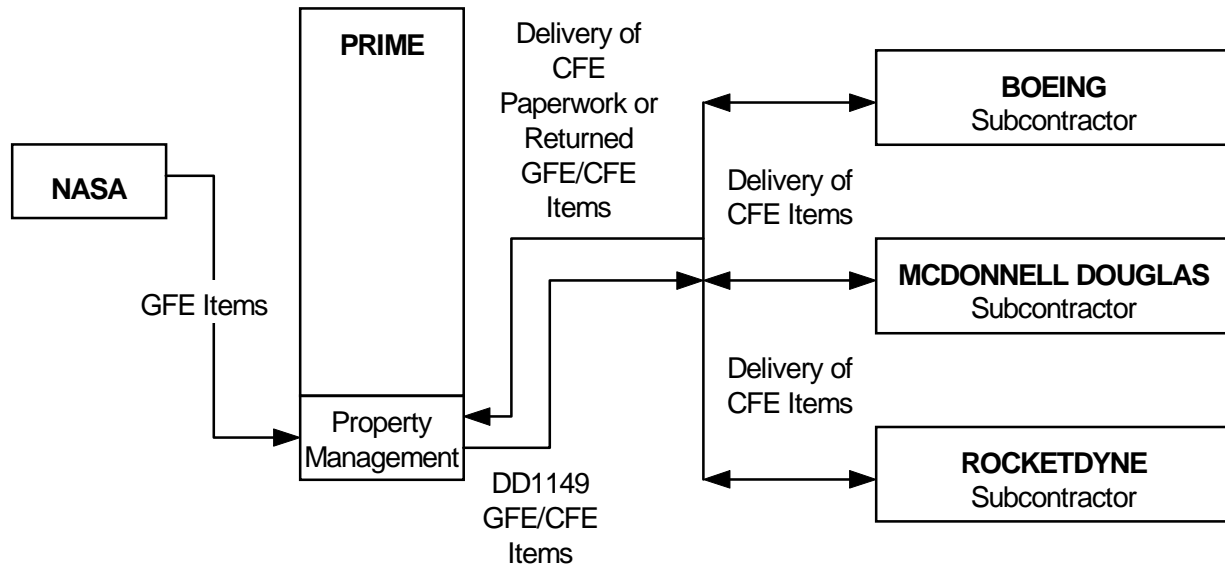 PRIME
Delivery of
CFE
Paperwork or
Returned
GFE/CFE
Items
BOEING
Subcontractor
NASA
Delivery of
CFE Items
MCDONNELL DOUGLAS
Subcontractor
GFE Items
Delivery of
CFE Items
Property
Management
ROCKETDYNE
Subcontractor
DD1149
GFE/CFE
Items